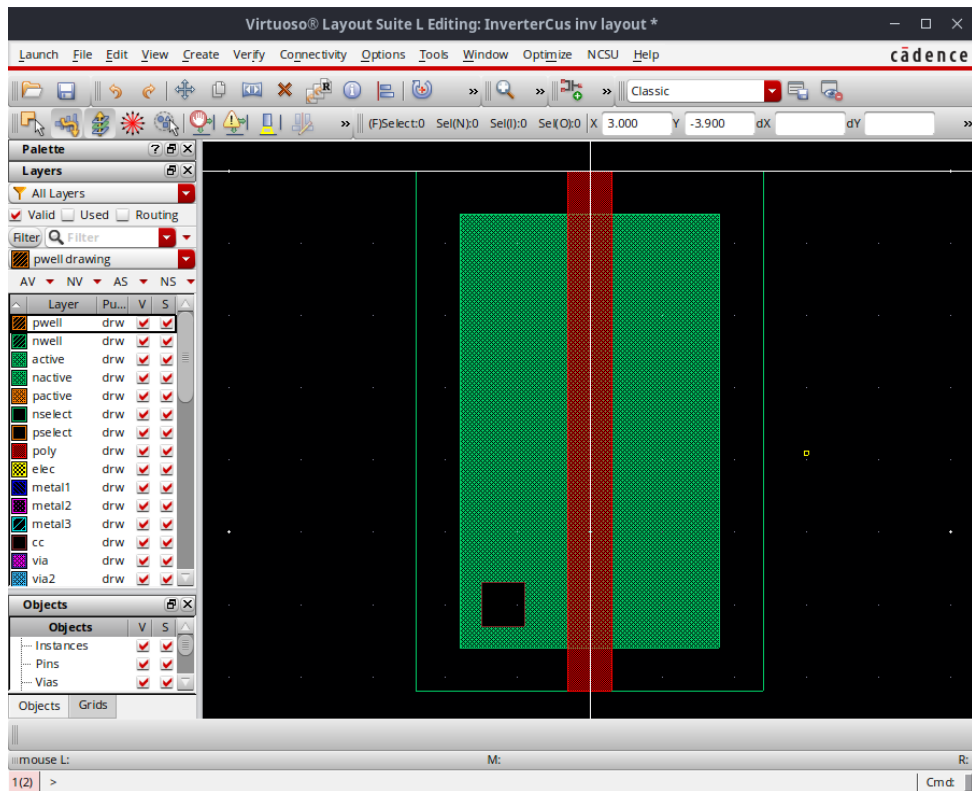 Virtuoso® Layout Suite L Editing: InverterCus inv layout *
Launch File Edit View Create Verify Connectivity Options Tools Window Optimize NCSU Help
cādence
R
» » » Classic
» (F)Select:0 Sel(N):0 Sel(I):0 Sel(O):0 X 3.000 Y -3.900 dX dY »
Palette ?
Layers
All Layers
Valid Used Routing
Filter Filter
pwell drawing
AV NV AS NS
Layer Pu... V S
pwell drw
nwell drw
active drw
nactive drw
pactive drw
nselect drw
pselect drw
poly drw
elec drw
metal1 drw
metal2 drw
metal3 drw
cc drw
via drw
via2 drw
Objects
Objects V S
Instances
Pins
Vias
Objects Grids
mouse L: M: R:
1(2) > Cmd: